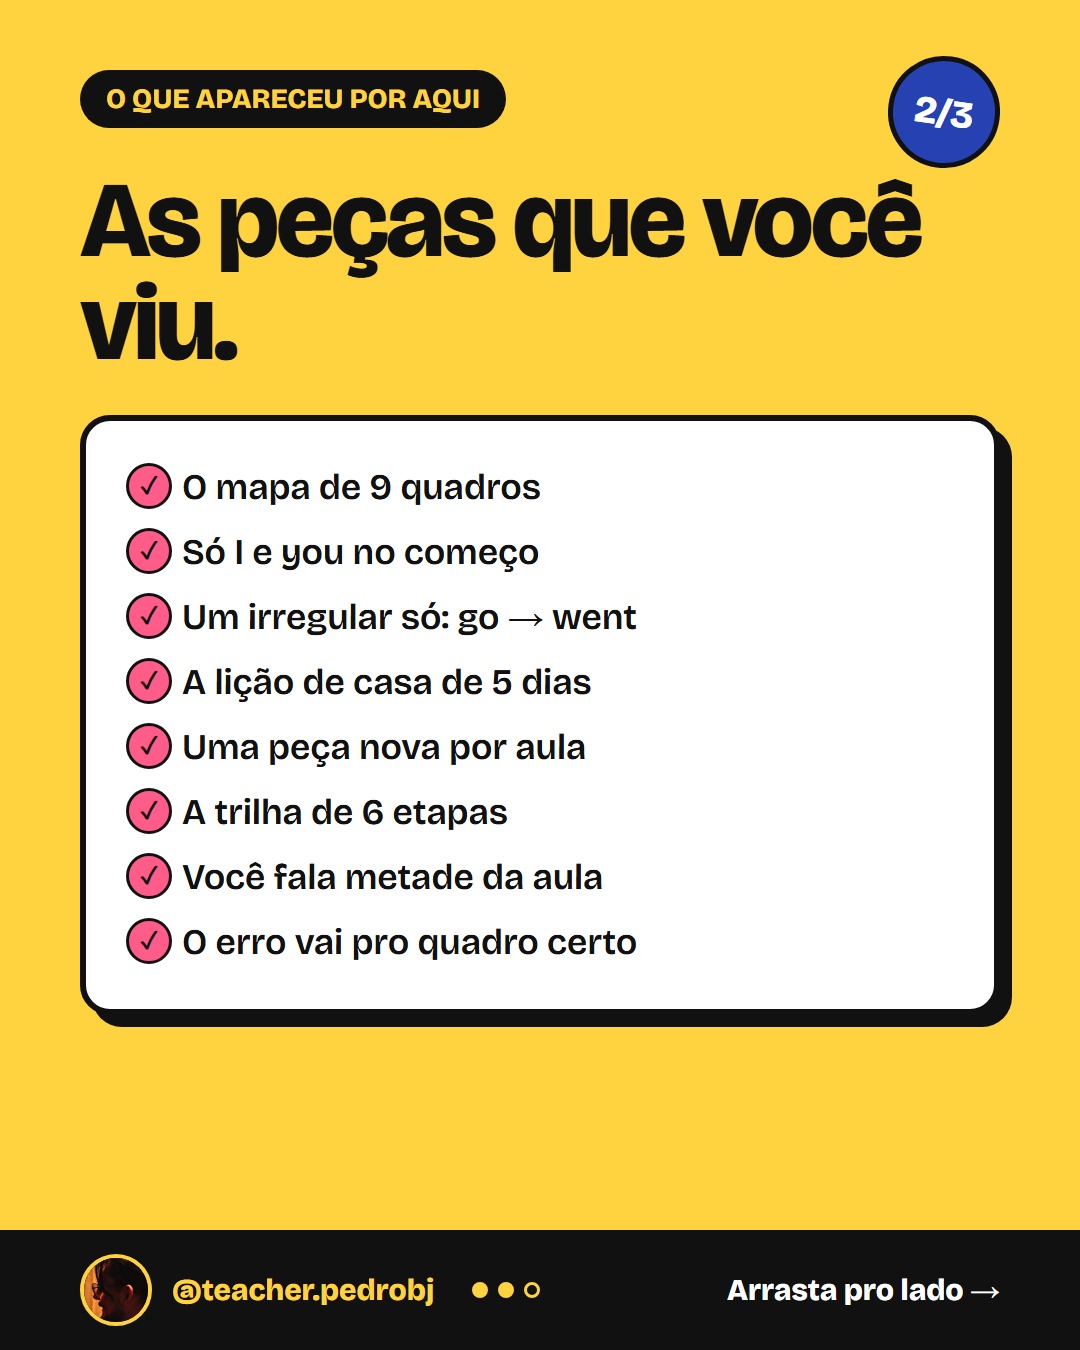 O QUE APARECEU POR AQUI
2/3
As peças que você
viu.
✓ O mapa de 9 quadros
✓ Só I e you no começo
✓ Um irregular só: go → went
✓ A lição de casa de 5 dias
✓ Uma peça nova por aula
✓ A trilha de 6 etapas
✓ Você fala metade da aula
✓ O erro vai pro quadro certo
@teacher.pedrobj
Arrasta pro lado →